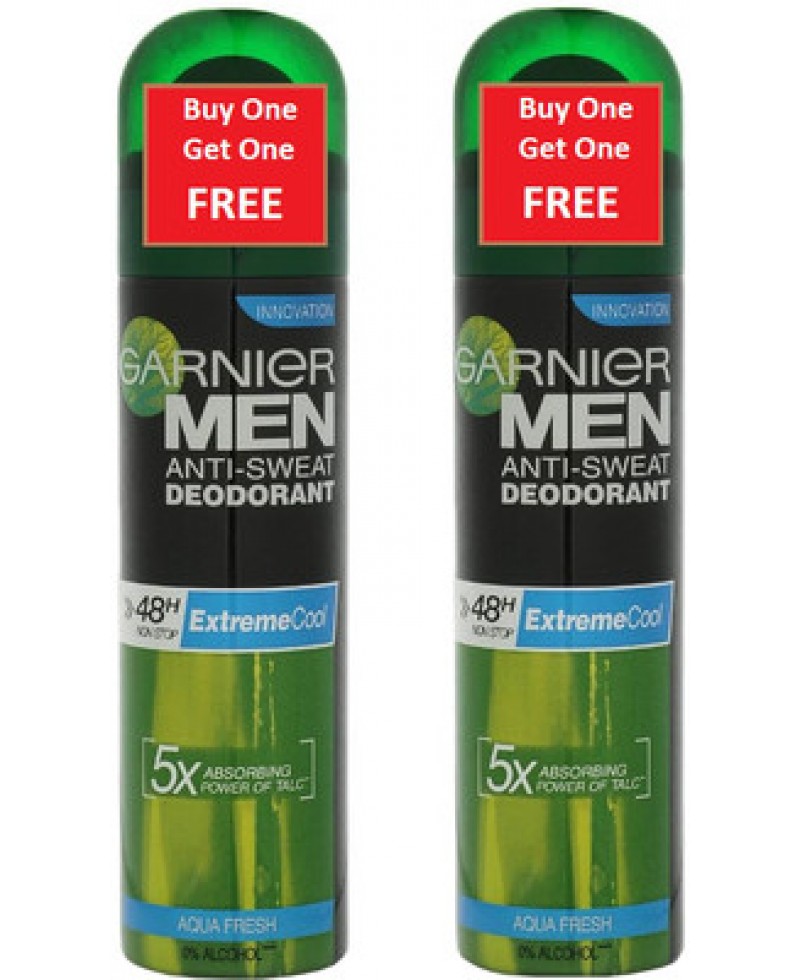 Buy One
Get One
FREE
INNOVATION
GARNIER
MEN
ANTI-SWEAT
DEODORANT
48H
NON STOP
ExtremeCool
5x
ABSORBING
POWER OF TALC
AQUA FRESH
0% ALCOHOL
Buy One
Get One
FREE
INNOVATION
GARNIER
MEN
ANTI-SWEAT
DEODORANT
48H
NON STOP
ExtremeCool
5x
ABSORBING
POWER OF TALC
AQUA FRESH
0% ALCOHOL